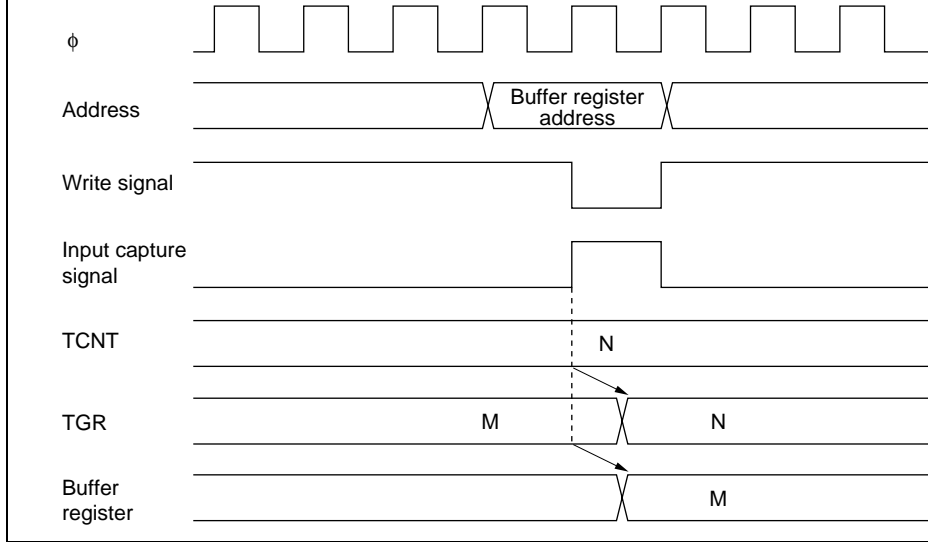 ϕ
Address
Buffer register
address
Write signal
Input capture
signal
TCNT
N
TGR
M
N
Buffer
register
M